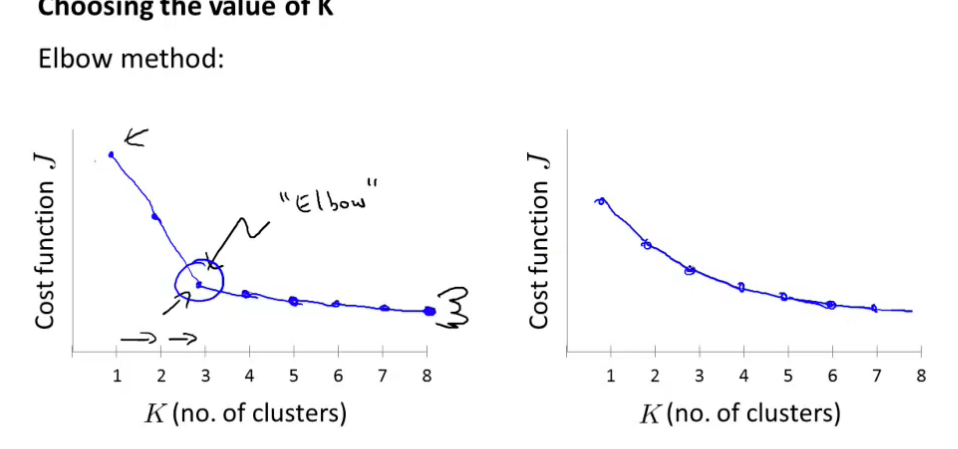 Choosing the value of K
Elbow method:
Cost function J
"Elbow"
1 2 3 4 5 6 7 8
K (no. of clusters)
Cost function J
1 2 3 4 5 6 7 8
K (no. of clusters)